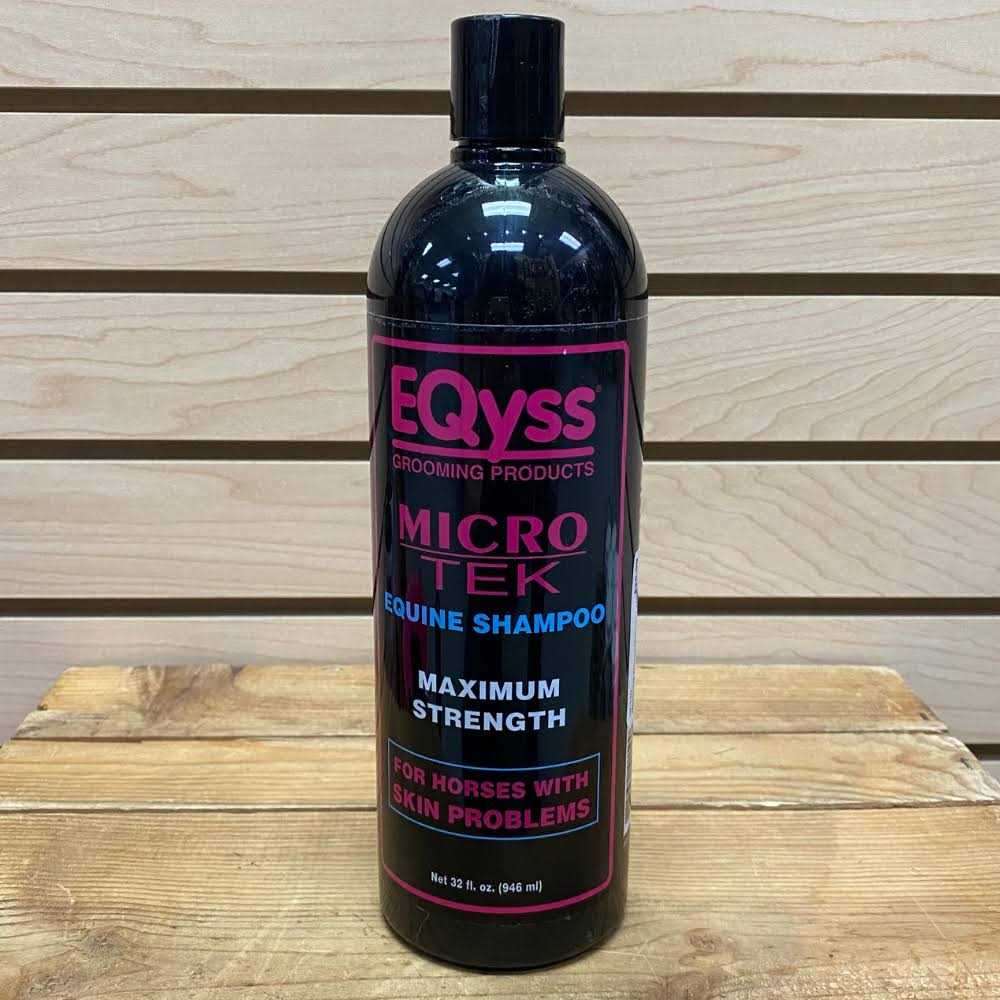 EQyss®
GROOMING PRODUCTS
MICRO
TEK
EQUINE SHAMPOO
MAXIMUM
STRENGTH
FOR HORSES WITH
SKIN PROBLEMS
Net 32 fl. oz. (946 ml)